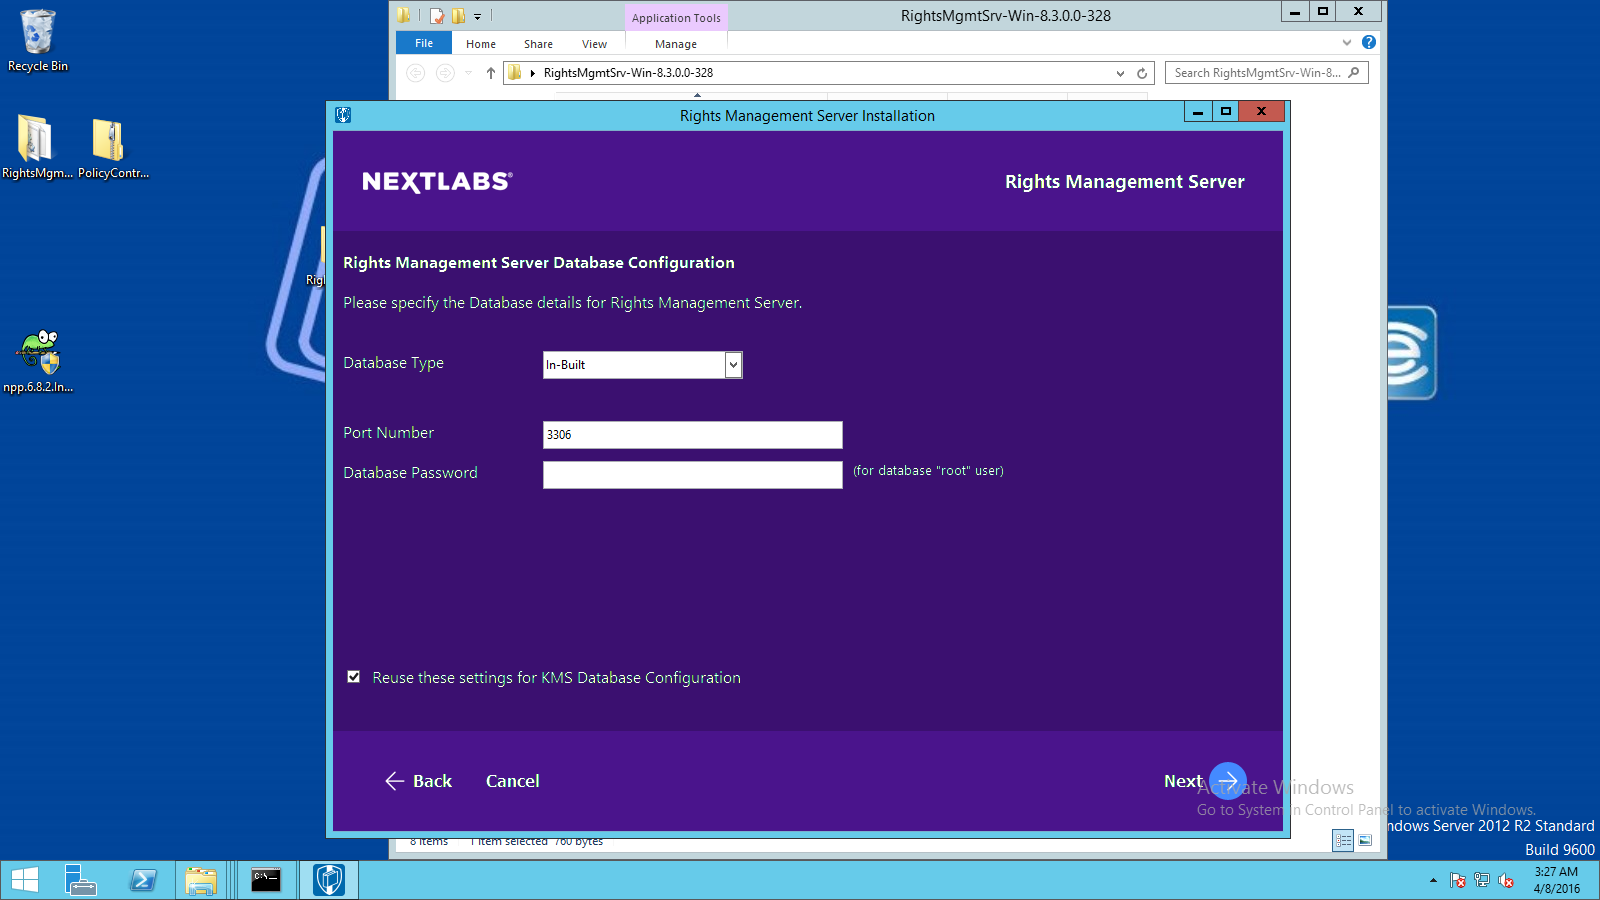 Recycle Bin
RightsMgm...
PolicyContr...
Righ
npp.6.8.2.In...
Application Tools
RightsMgmtSrv-Win-8.3.0.0-328
File
Home
Share
View
Manage
RightsMgmtSrv-Win-8.3.0.0-328
Search RightsMgmtSrv-Win-8...
Rights Management Server Installation
NEXTLABS®
Rights Management Server
Rights Management Server Database Configuration
Please specify the Database details for Rights Management Server.
Database Type
In-Built
Port Number
3306
Database Password
(for database "root" user)
Reuse these settings for KMS Database Configuration
Back
Cancel
Next
Activate Windows
Go to System in Control Panel to activate Windows.
ndows Server 2012 R2 Standard
Build 9600
8 items
1 item selected 760 bytes
3:27 AM
4/8/2016